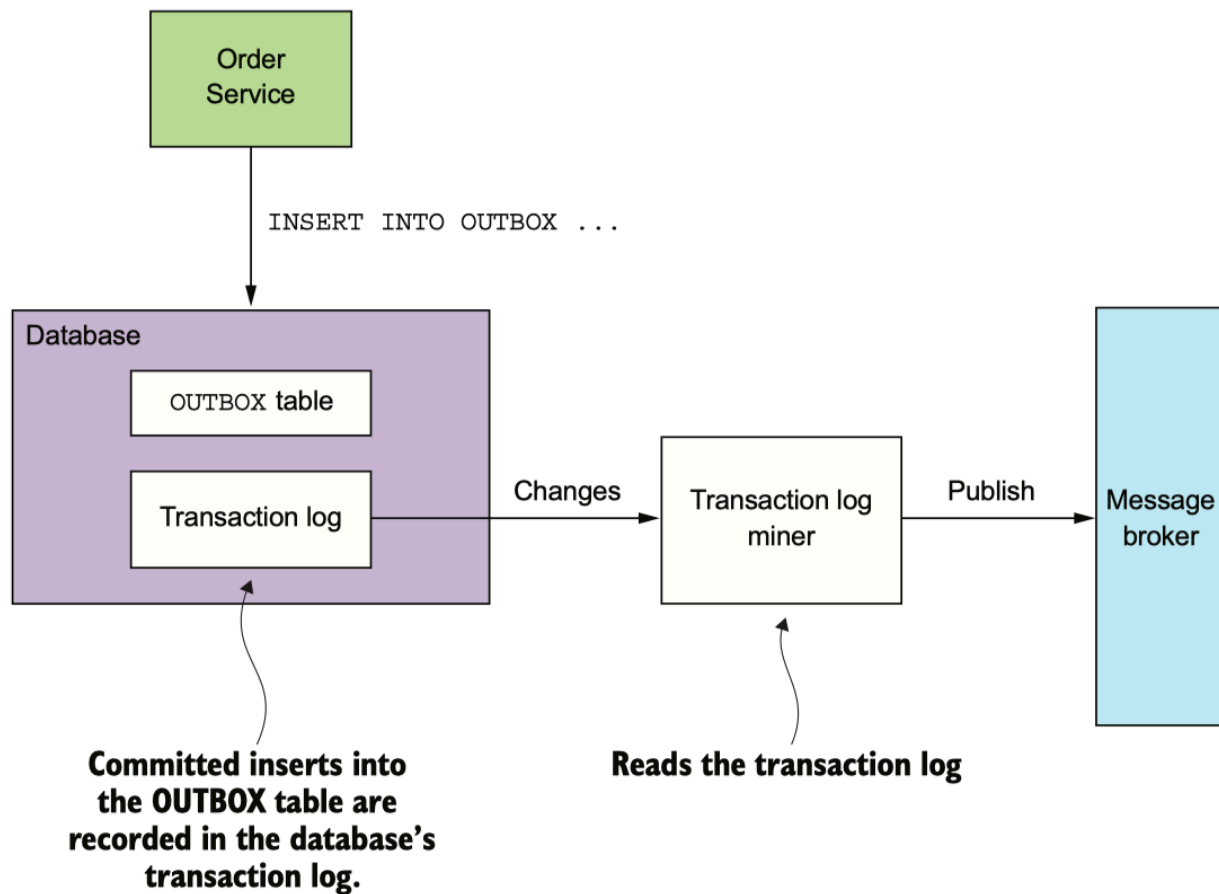 Order
Service
INSERT INTO OUTBOX ...
Database
OUTBOX table
Transaction log
Changes
Transaction log
miner
Publish
Message
broker
Committed inserts into
the OUTBOX table are
recorded in the database's
transaction log.
Reads the transaction log